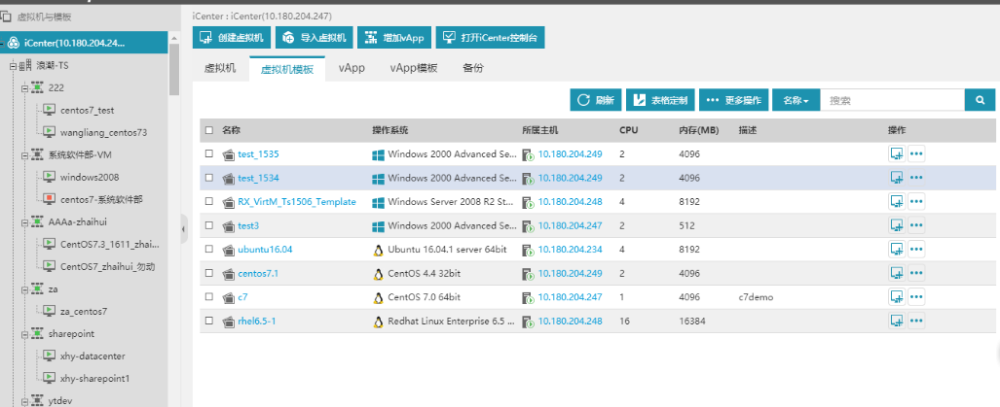 虚拟机与模板
iCenter : iCenter(10.180.204.247)
iCenter(10.180.204.24...
浪潮-TS
222
centos7_test
wangliang_centos73
系统软件部-VM
windows2008
centos7-系统软件部
AAAa-zhaihui
CentOS7.3_1611_zhai...
CentOS7_zhaihui_勿动
za
za_centos7
sharepoint
xhy-datacenter
xhy-sharepoint1
ytdev
创建虚拟机 导入虚拟机 增加vApp 打开iCenter控制台
虚拟机 虚拟机模板 vApp vApp模板 备份
刷新 表格定制 更多操作 名称 搜索
名称 操作系统 所属主机 CPU 内存(MB) 描述 操作
test_1535 Windows 2000 Advanced Se... 10.180.204.249 2 4096
test_1534 Windows 2000 Advanced Se... 10.180.204.249 2 4096
RX_VirtM_Ts1506_Template Windows Server 2008 R2 St... 10.180.204.248 4 8192
test3 Windows 2000 Advanced Se... 10.180.204.247 2 512
ubuntu16.04 Ubuntu 16.04.1 server 64bit 10.180.204.234 4 8192
centos7.1 CentOS 4.4 32bit 10.180.204.249 2 4096
c7 CentOS 7.0 64bit 10.180.204.247 1 4096 c7demo
rhel6.5-1 Redhat Linux Enterprise 6.5 ... 10.180.204.248 16 16384